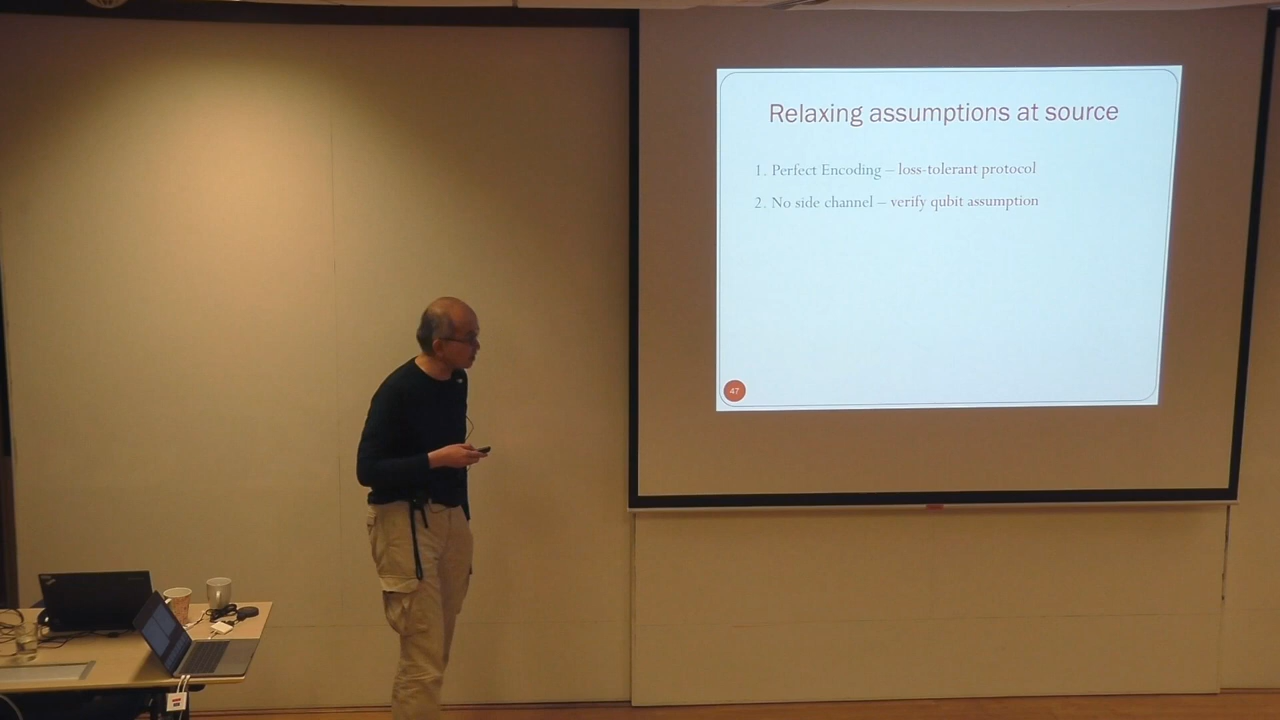 Relaxing assumptions at source
1. Perfect Encoding – loss-tolerant protocol
2. No side channel – verify qubit assumption
47